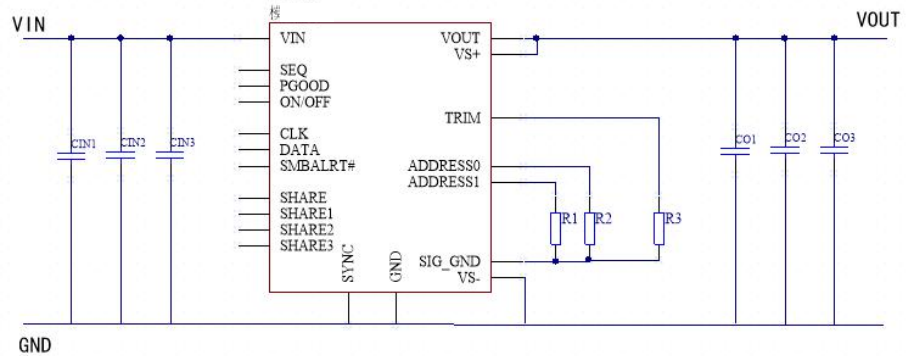 VIN
VOUT
VIN
VOUT
VS+
SEQ
PGOOD
ON/OFF
TRIM
CLK
DATA
SMBALRT#
ADDRESS0
ADDRESS1
CIN1
CIN2
CIN3
CO1
CO2
CO3
SHARE
SHARE1
SHARE2
SHARE3
R1
R2
R3
SYNC
GND
SIG_GND
VS-
GND